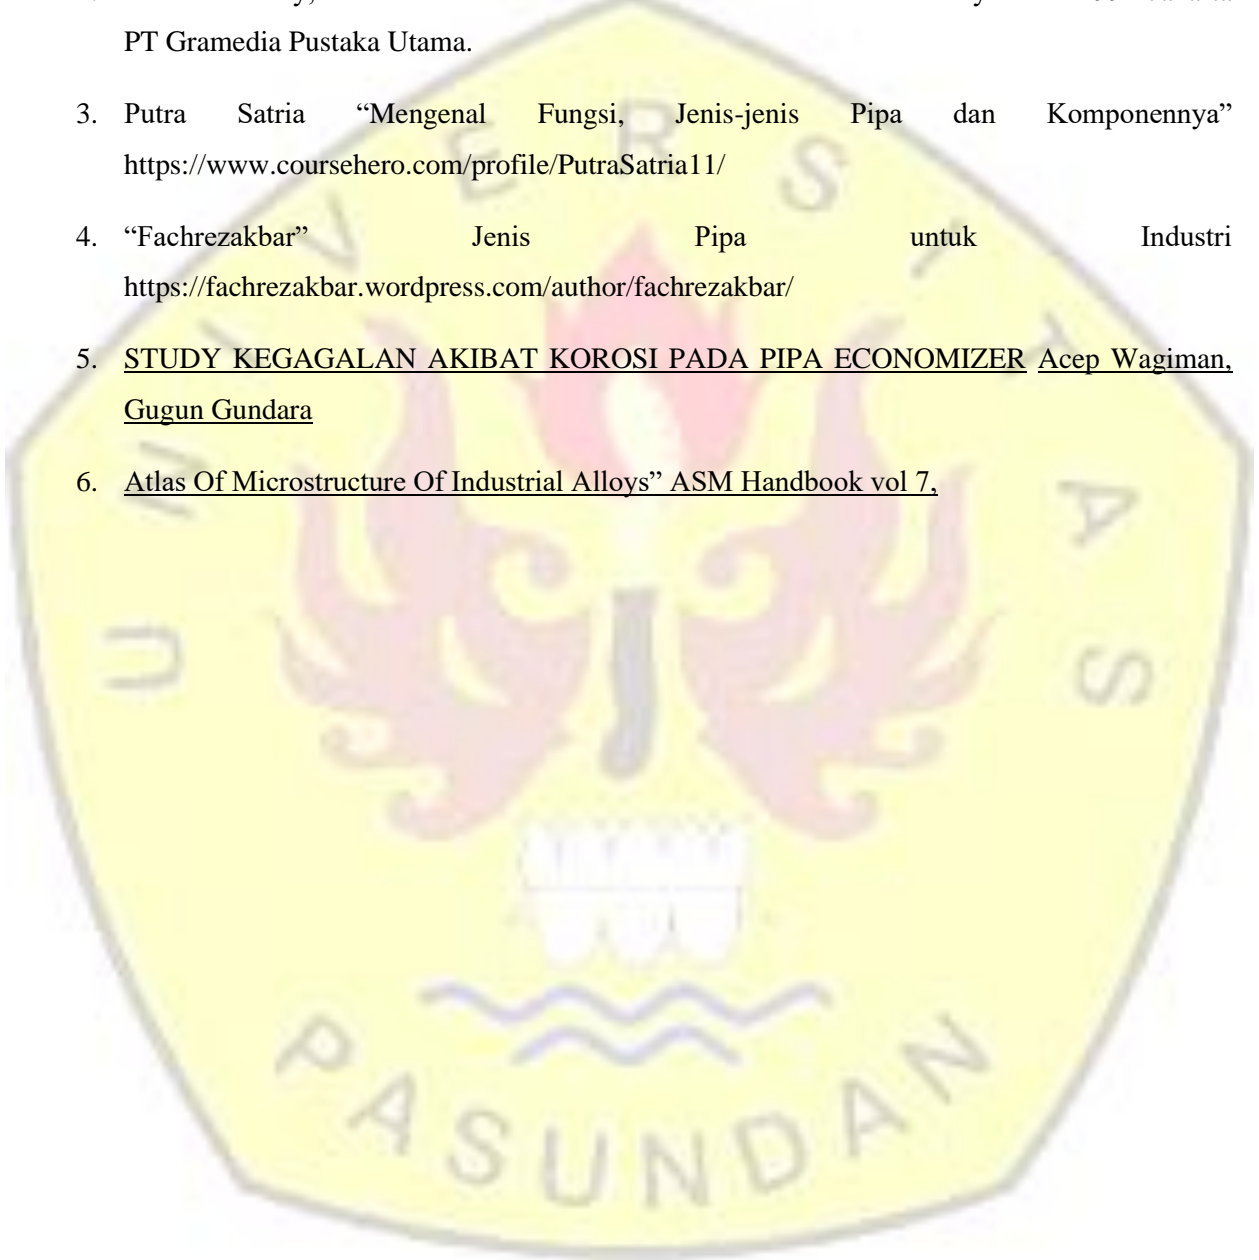 PT Gramedia Pustaka Utama.
3. Putra Satria “Mengenal Fungsi, Jenis-jenis Pipa dan Komponennya”
https://www.coursehero.com/profile/PutraSatria11/
4. “Fachrezakbar” Jenis Pipa untuk Industri
https://fachrezakbar.wordpress.com/author/fachrezakbar/
5. STUDY KEGAGALAN AKIBAT KOROSI PADA PIPA ECONOMIZER Acep Wagiman,
Gugun Gundara
6. Atlas Of Microstructure Of Industrial Alloys” ASM Handbook vol 7,
UNIVERSITAS
PASUNDAN